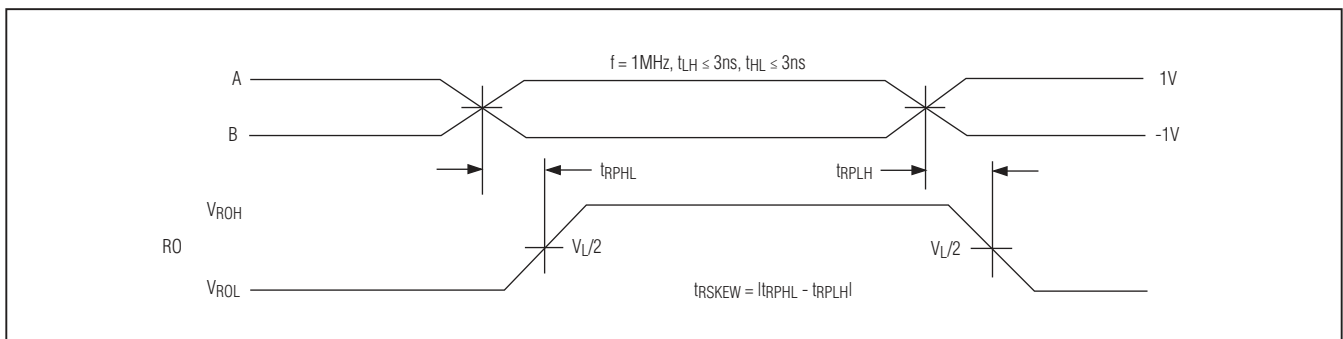 f = 1MHz, tLH ≤ 3ns, tHL ≤ 3ns
A
1V
B
-1V
tRPHL
tRPLH
VROH
RO
VL/2
VL/2
VROL
tRSKEW = |tRPHL - tRPLH|